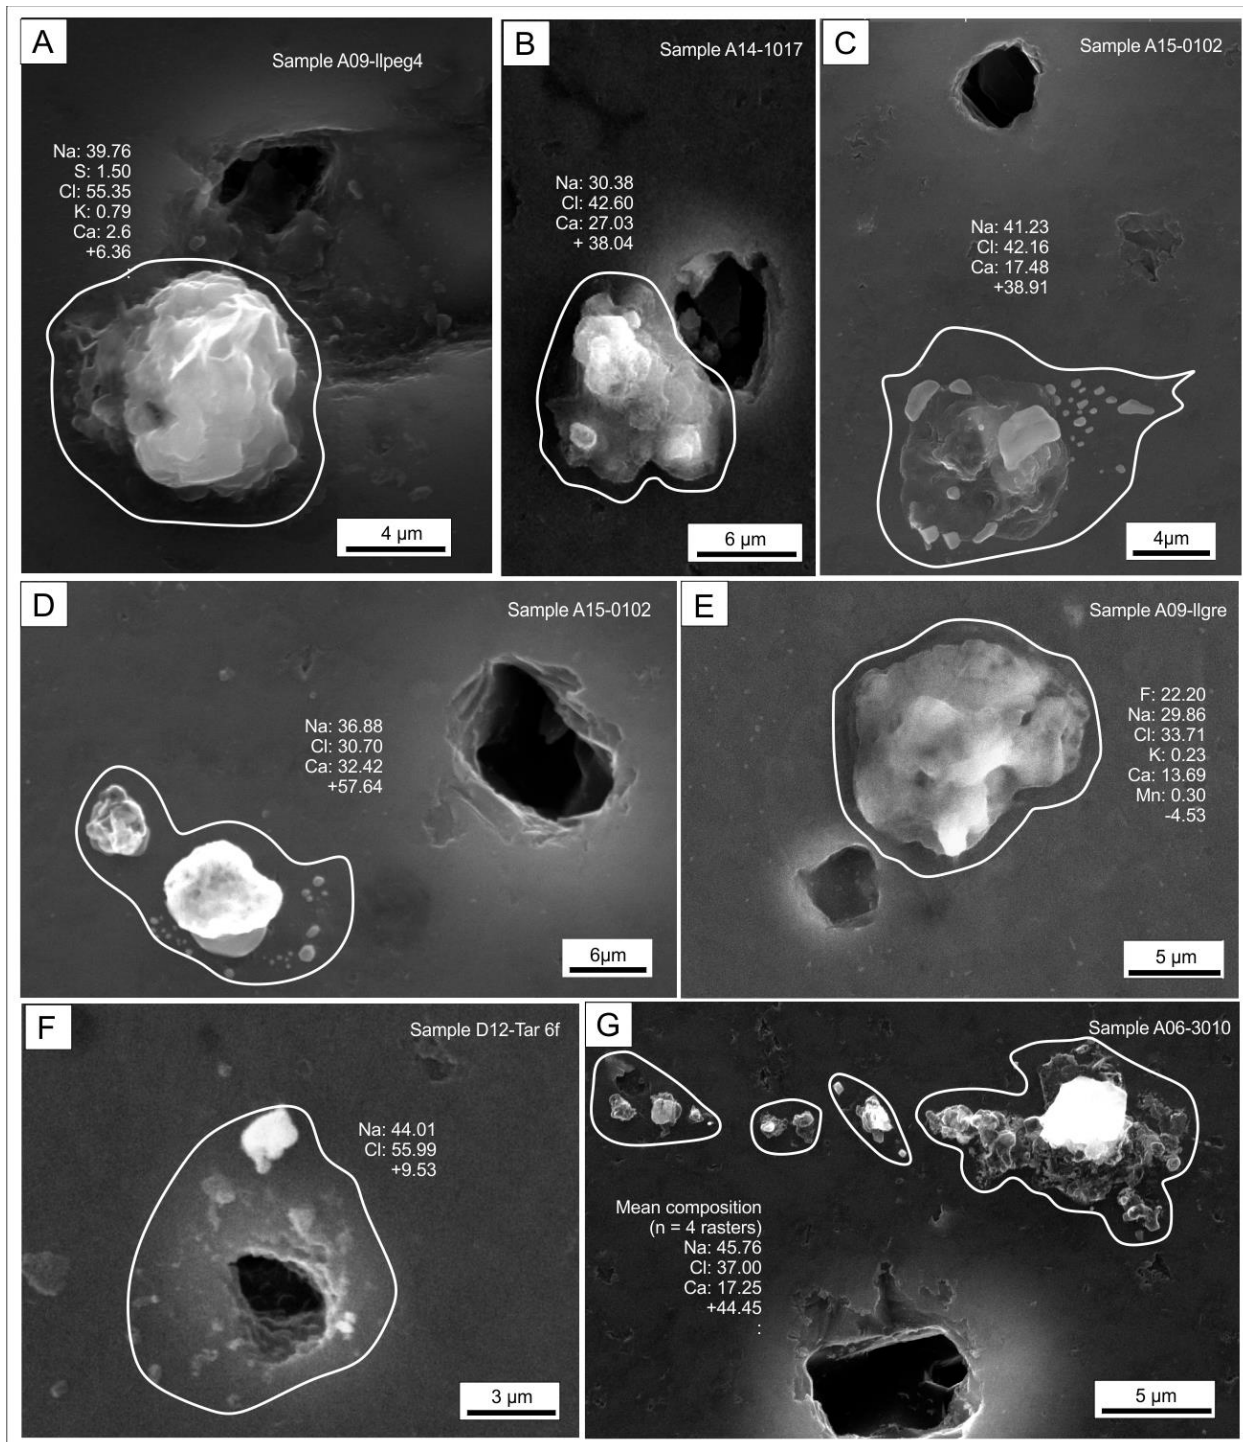 A
Sample A09-llpeg4
Na: 39.76
S: 1.50
Cl: 55.35
K: 0.79
Ca: 2.6
+6.36
:
4 µm
B
Sample A14-1017
Na: 30.38
Cl: 42.60
Ca: 27.03
+ 38.04
6 µm
C
Sample A15-0102
Na: 41.23
Cl: 42.16
Ca: 17.48
+38.91
4µm
D
Sample A15-0102
Na: 36.88
Cl: 30.70
Ca: 32.42
+57.64
6µm
E
Sample A09-llgre
F: 22.20
Na: 29.86
Cl: 33.71
K: 0.23
Ca: 13.69
Mn: 0.30
-4.53
5 µm
F
Sample D12-Tar 6f
Na: 44.01
Cl: 55.99
+9.53
3 µm
G
Sample A06-3010
Mean composition
(n = 4 rasters)
Na: 45.76
Cl: 37.00
Ca: 17.25
+44.45
:
5 µm